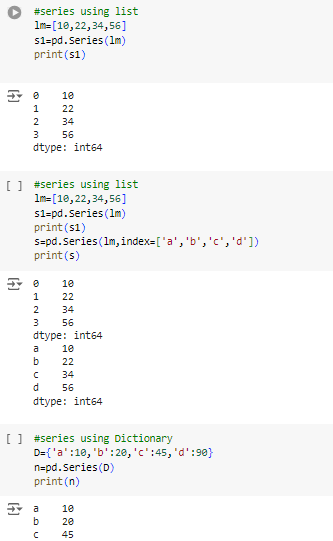 #series using list
lm=[10,22,34,56]
s1=pd.Series(lm)
print(s1)
0    10
1    22
2    34
3    56
dtype: int64
[ ] #series using list
lm=[10,22,34,56]
s1=pd.Series(lm)
print(s1)
s=pd.Series(lm,index=['a','b','c','d'])
print(s)
0    10
1    22
2    34
3    56
dtype: int64
a    10
b    22
c    34
d    56
dtype: int64
[ ] #series using Dictionary
D={'a':10,'b':20,'c':45,'d':90}
n=pd.Series(D)
print(n)
a    10
b    20
c    45